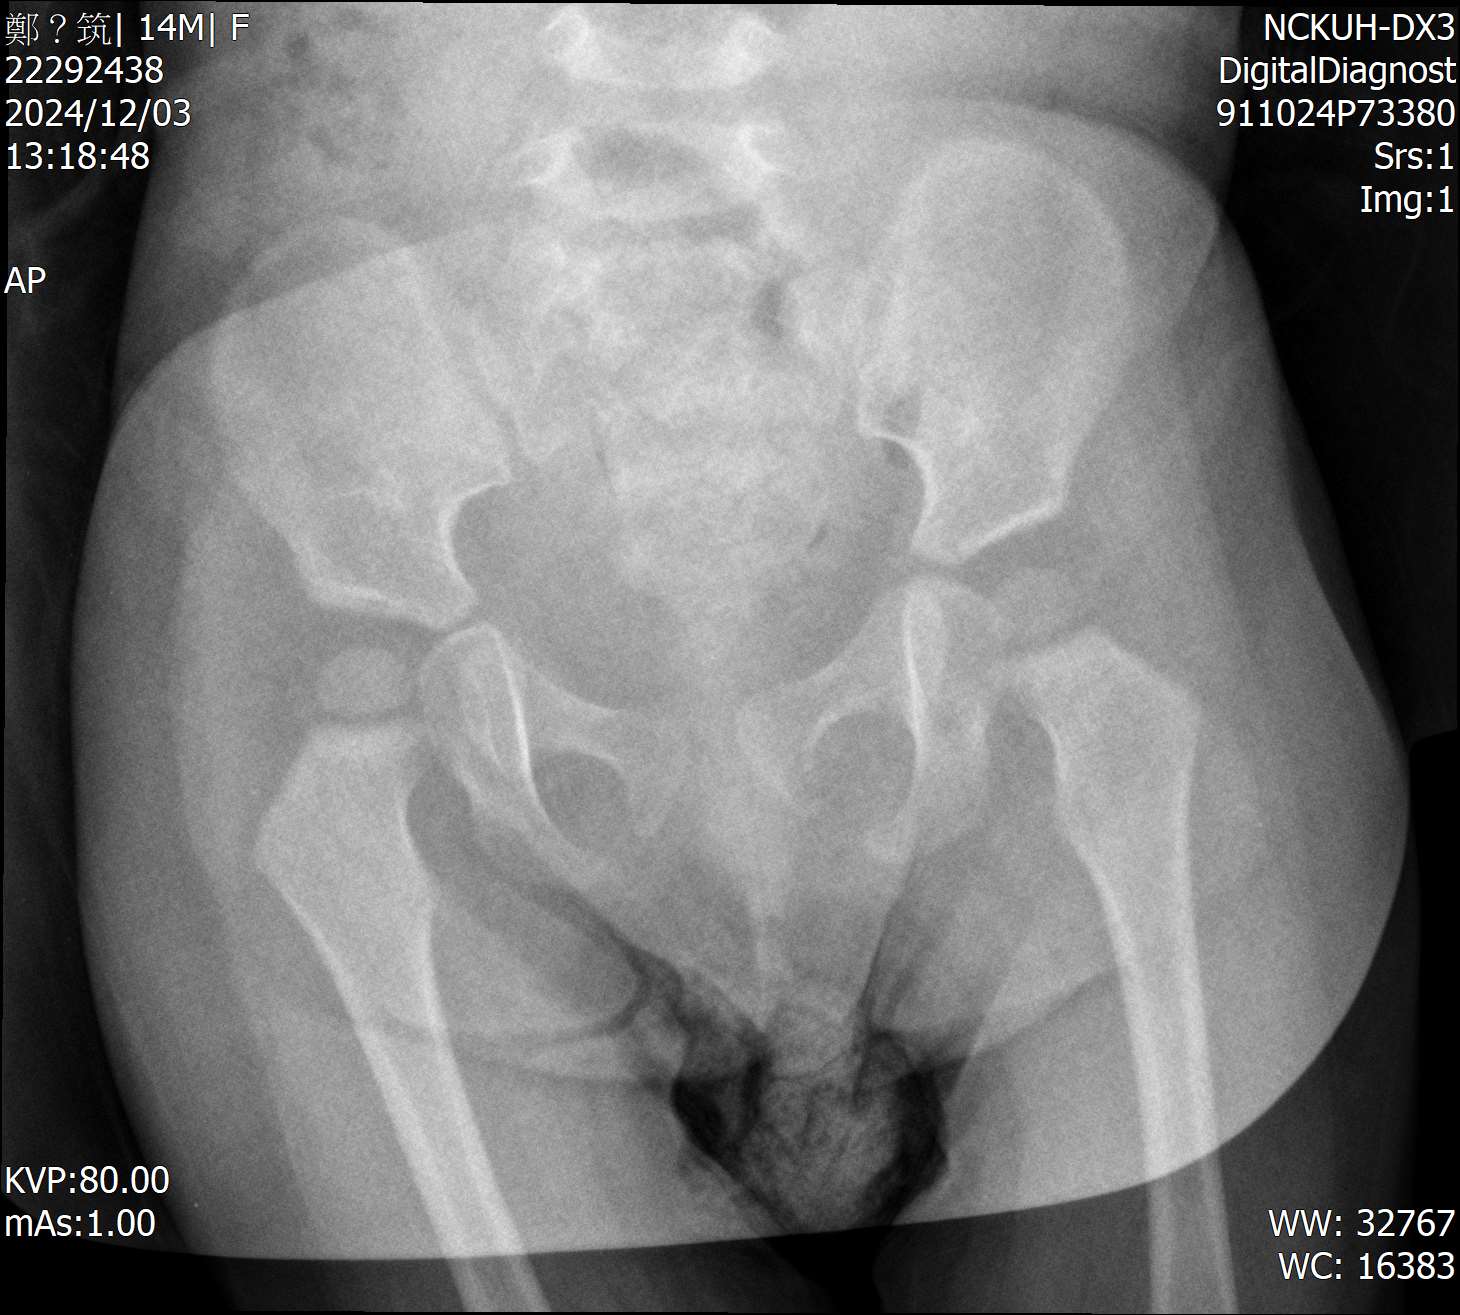 鄭？筑| 14M| F
22292438
2024/12/03
13:18:48
AP
NCKUH-DX3
DigitalDiagnost
911024P73380
Srs:1
Img:1
KVP:80.00
mAs:1.00
WW: 32767
WC: 16383